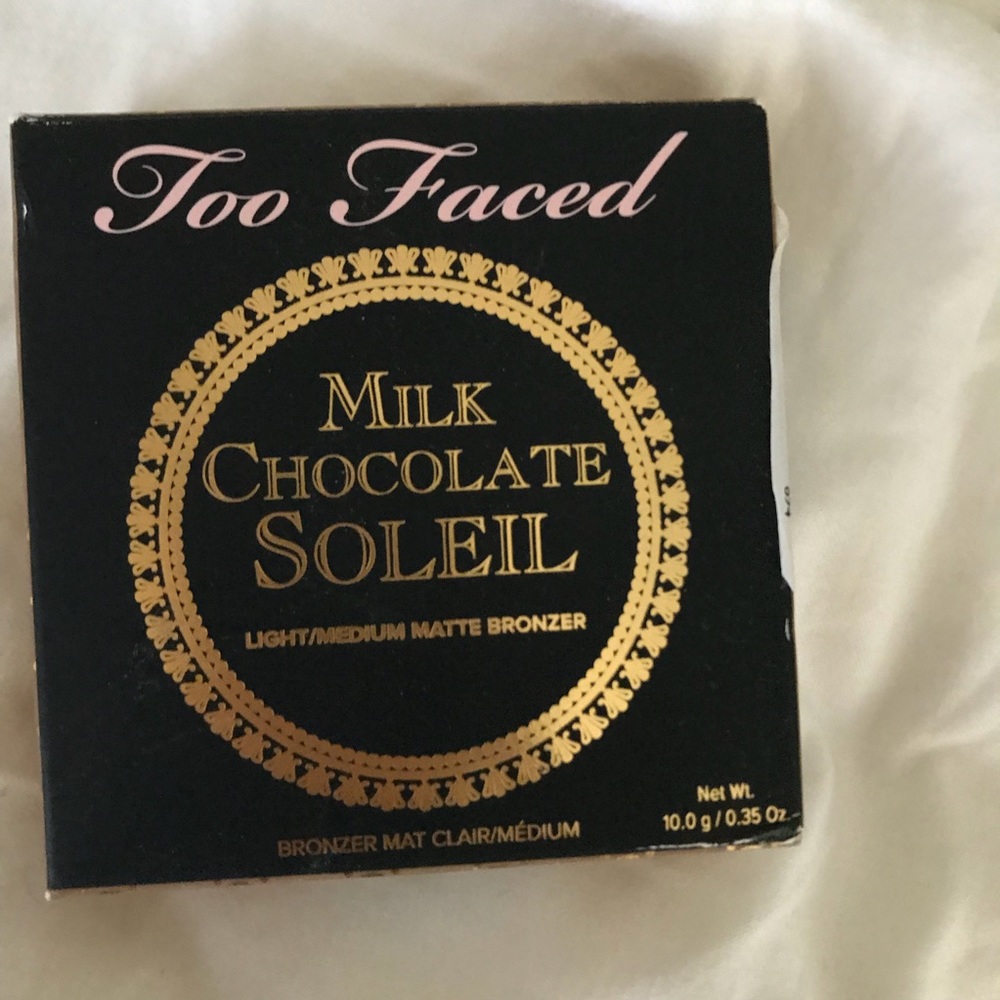 Too Faced
MILK
CHOCOLATE
SOLEIL
LIGHT/MEDIUM MATTE BRONZER
BRONZER MAT CLAIR/MÉDIUM
Net Wt.
10.0 g / 0.35 Oz.